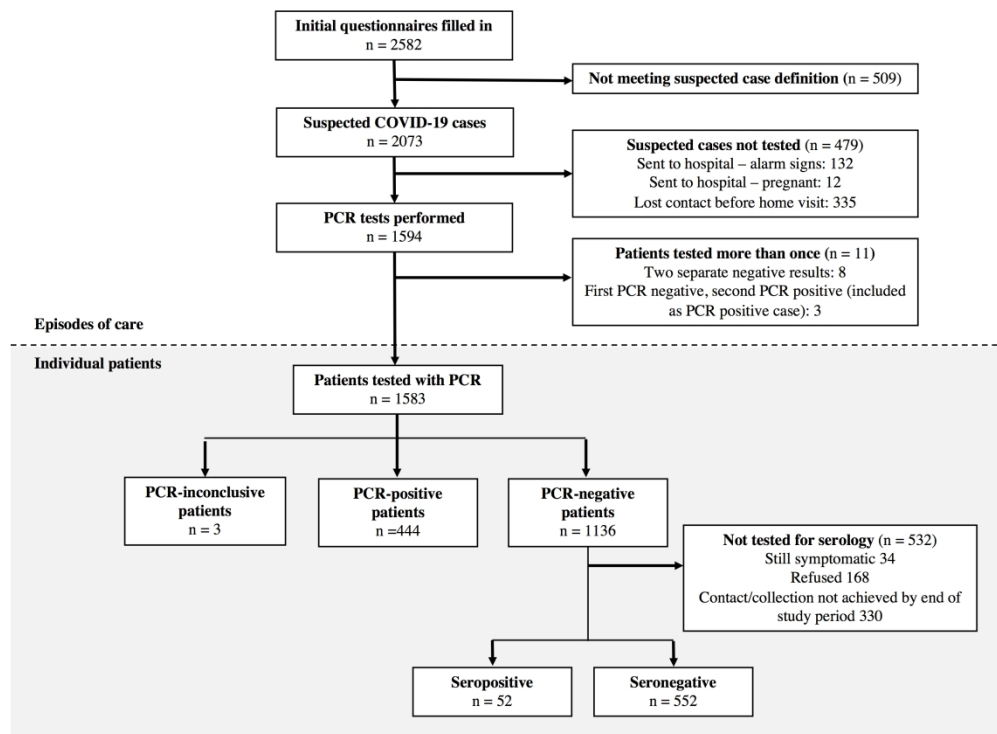 Initial questionnaires filled in
n = 2582
Not meeting suspected case definition (n = 509)
Suspected COVID-19 cases
n = 2073
Suspected cases not tested (n = 479)
Sent to hospital – alarm signs: 132
Sent to hospital – pregnant: 12
Lost contact before home visit: 335
PCR tests performed
n = 1594
Patients tested more than once (n = 11)
Two separate negative results: 8
First PCR negative, second PCR positive (included
as PCR positive case): 3
Episodes of care
Individual patients
Patients tested with PCR
n = 1583
PCR-inconclusive
patients
n = 3
PCR-positive
patients
n =444
PCR-negative
patients
n = 1136
Not tested for serology (n = 532)
Still symptomatic 34
Refused 168
Contact/collection not achieved by end of
study period 330
Seropositive
n = 52
Seronegative
n = 552